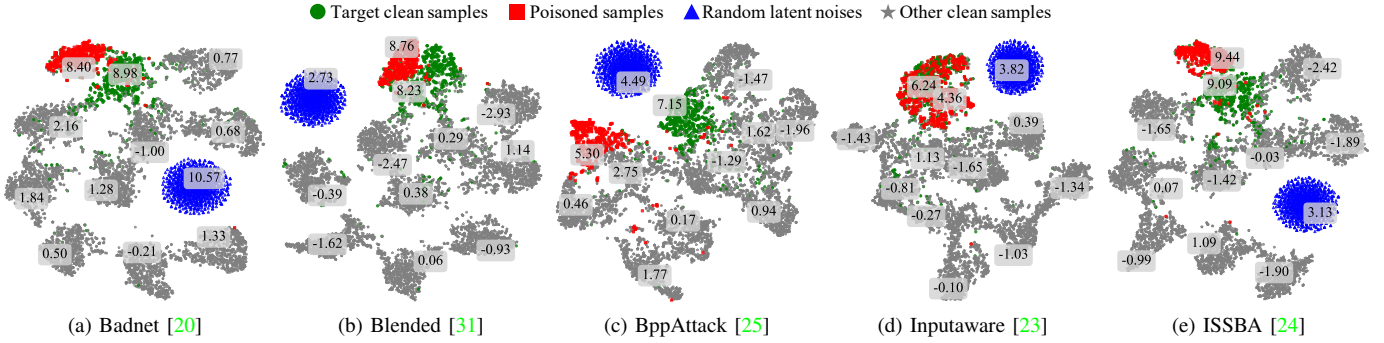 Target clean samples Poisoned samples Random latent noises Other clean samples
8.40 8.98 0.77
2.16 0.68
-1.00
1.84 1.28 10.57
0.50 -0.21 1.33
(a) Badnet [20]
8.76
2.73 8.23
-2.93
0.29
-2.47 1.14
-0.39 0.38
-1.62 0.06 -0.93
(b) Blended [31]
4.49 -1.47
7.15
1.62 -1.96
5.30 2.75 -1.29
0.46 0.17 0.94
1.77
(c) BppAttack [25]
3.82
6.24 4.36
-1.43 0.39
1.13 -1.65
-0.81 -1.34
-0.27
-1.03
-0.10
(d) Inputaware [23]
9.44 -2.42
9.09
-1.65 -1.89
-0.03
0.07 -1.42
3.13
-0.99 1.09 -1.90
(e) ISSBA [24]